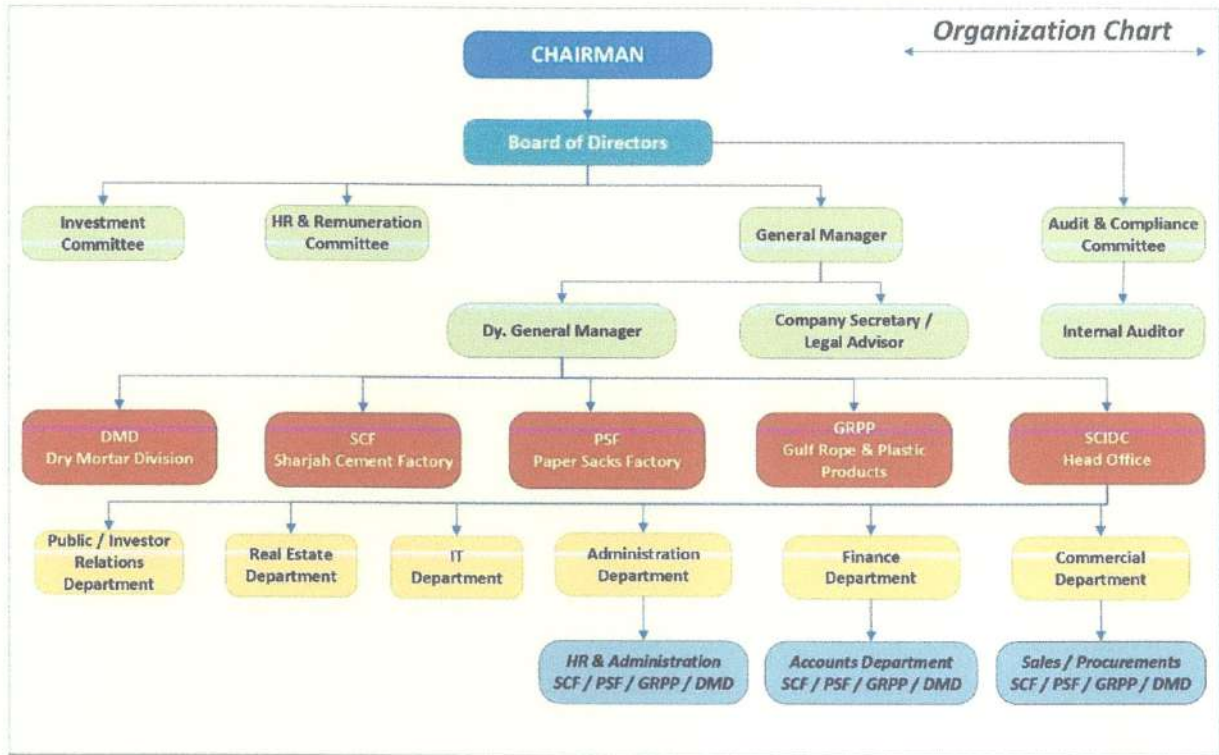 Organization Chart
CHAIRMAN
Board of Directors
Investment
Committee
HR & Remuneration
Committee
General Manager
Audit & Compliance
Committee
Dy. General Manager
Company Secretary /
Legal Advisor
Internal Auditor
DMD
Dry Mortar Division
SCF
Sharjah Cement Factory
PSF
Paper Sacks Factory
GRPP
Gulf Rope & Plastic
Products
SCIDC
Head Office
Public / Investor
Relations
Department
Real Estate
Department
IT
Department
Administration
Department
Finance
Department
Commercial
Department
HR & Administration
SCF / PSF / GRPP / DMD
Accounts Department
SCF / PSF / GRPP / DMD
Sales / Procurements
SCF / PSF / GRPP / DMD